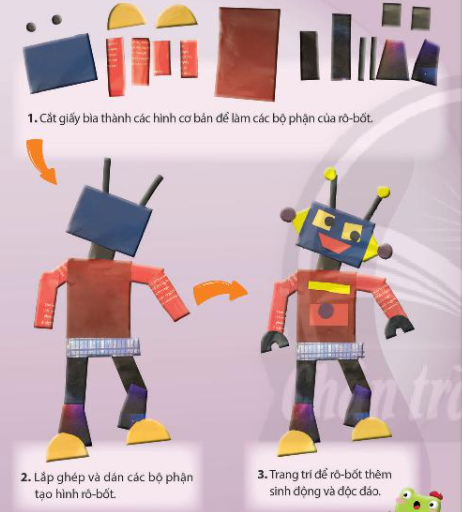 1. Cắt giấy bìa thành các hình cơ bản để làm các bộ phận của rô-bốt.
2. Lắp ghép và dán các bộ phận
tạo hình rô-bốt.
3. Trang trí để rô-bốt thêm
sinh động và độc đáo.
Chân trờ